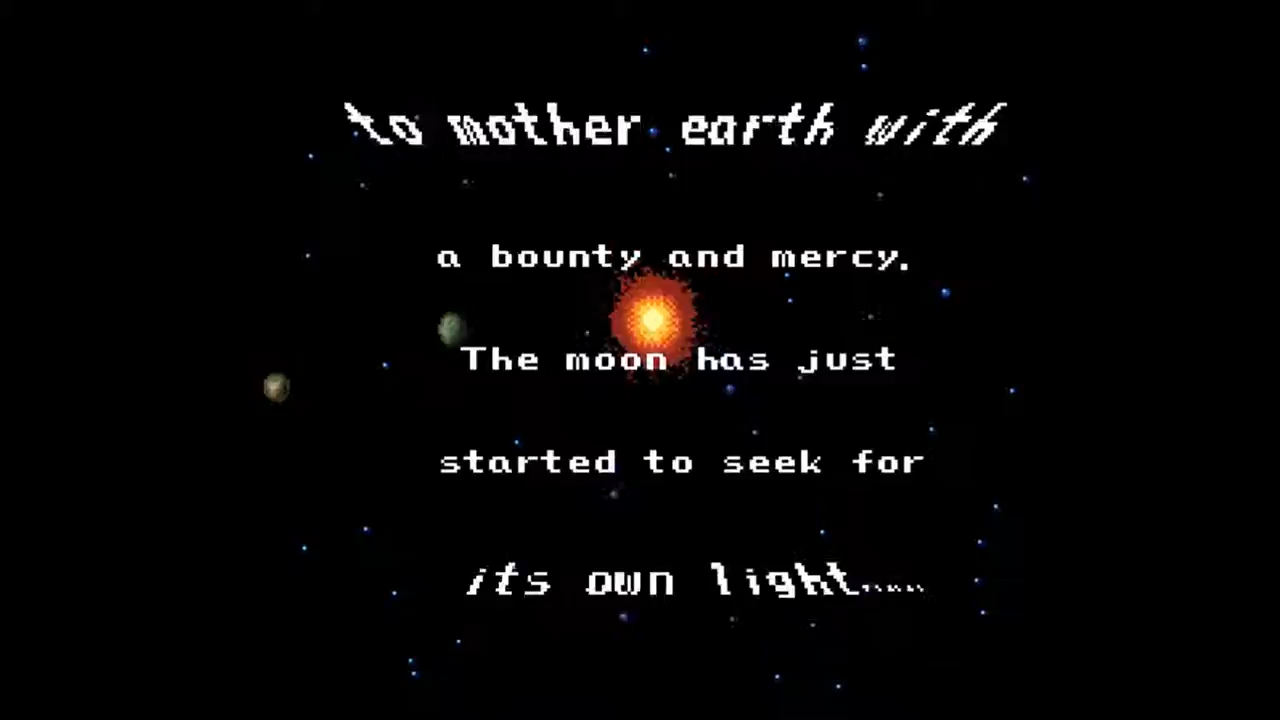 to mother earth with
a bounty and mercy.
The moon has just
started to seek for
its own light.....